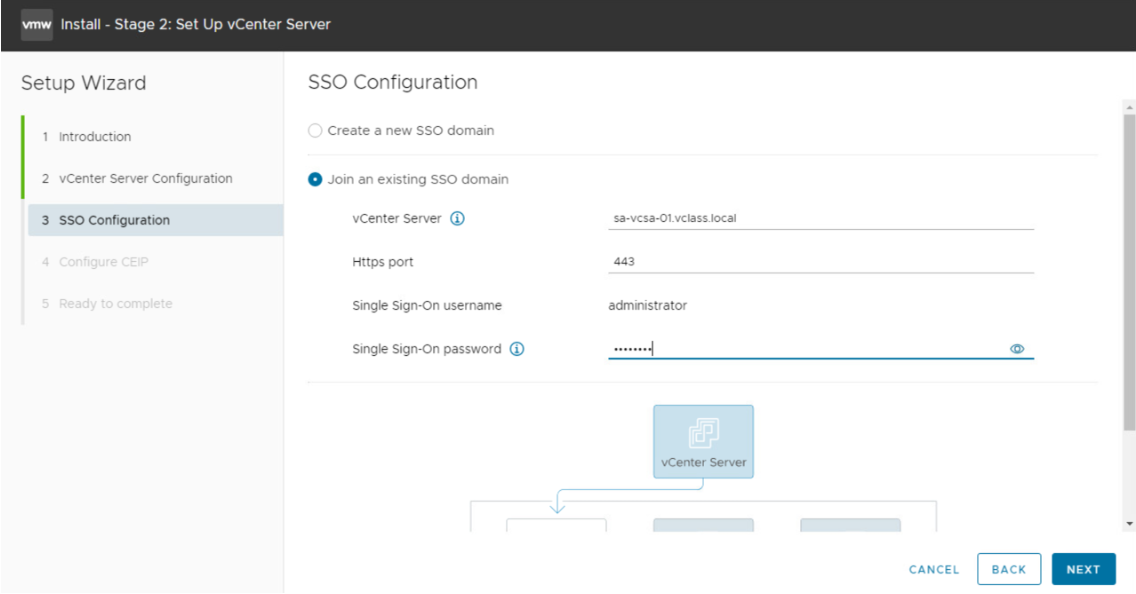 vmw Install - Stage 2: Set Up vCenter Server
Setup Wizard
1 Introduction
2 vCenter Server Configuration
3 SSO Configuration
4 Configure CEIP
5 Ready to complete
SSO Configuration
Create a new SSO domain
Join an existing SSO domain
vCenter Server sa-vcsa-01.vclass.local
Https port 443
Single Sign-On username administrator
Single Sign-On password ········
vCenter Server
CANCEL BACK NEXT